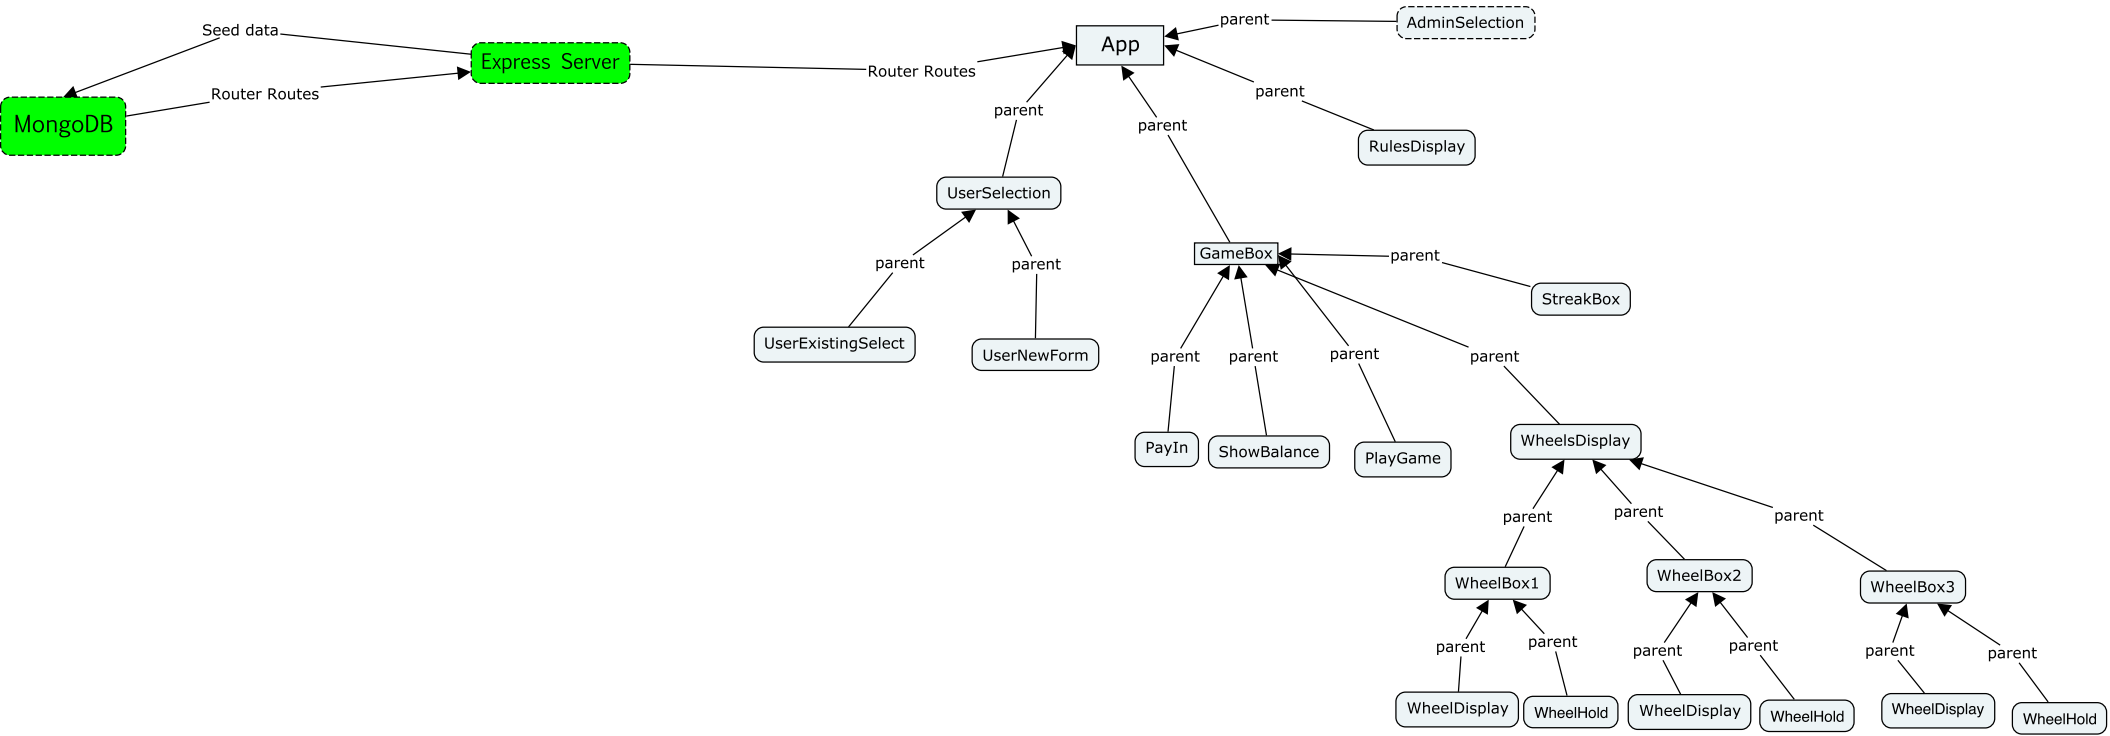 Seed data
parent
AdminSelection
App
Express Server
Router Routes
Router Routes
MongoDB
parent
RulesDisplay
parent
parent
UserSelection
GameBox
parent
StreakBox
parent
parent
UserExistingSelect
UserNewForm
parent
parent
parent
parent
PayIn
ShowBalance
PlayGame
WheelsDisplay
parent
parent
parent
WheelBox1
WheelBox2
WheelBox3
parent
parent
parent
parent
parent
parent
WheelDisplay
WheelHold
WheelDisplay
WheelHold
WheelDisplay
WheelHold